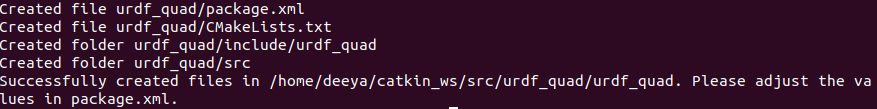 Created file urdf_quad/package.xml
Created file urdf_quad/CMakeLists.txt
Created folder urdf_quad/include/urdf_quad
Created folder urdf_quad/src
Successfully created files in /home/deeya/catkin_ws/src/urdf_quad/urdf_quad. Please adjust the va
lues in package.xml.